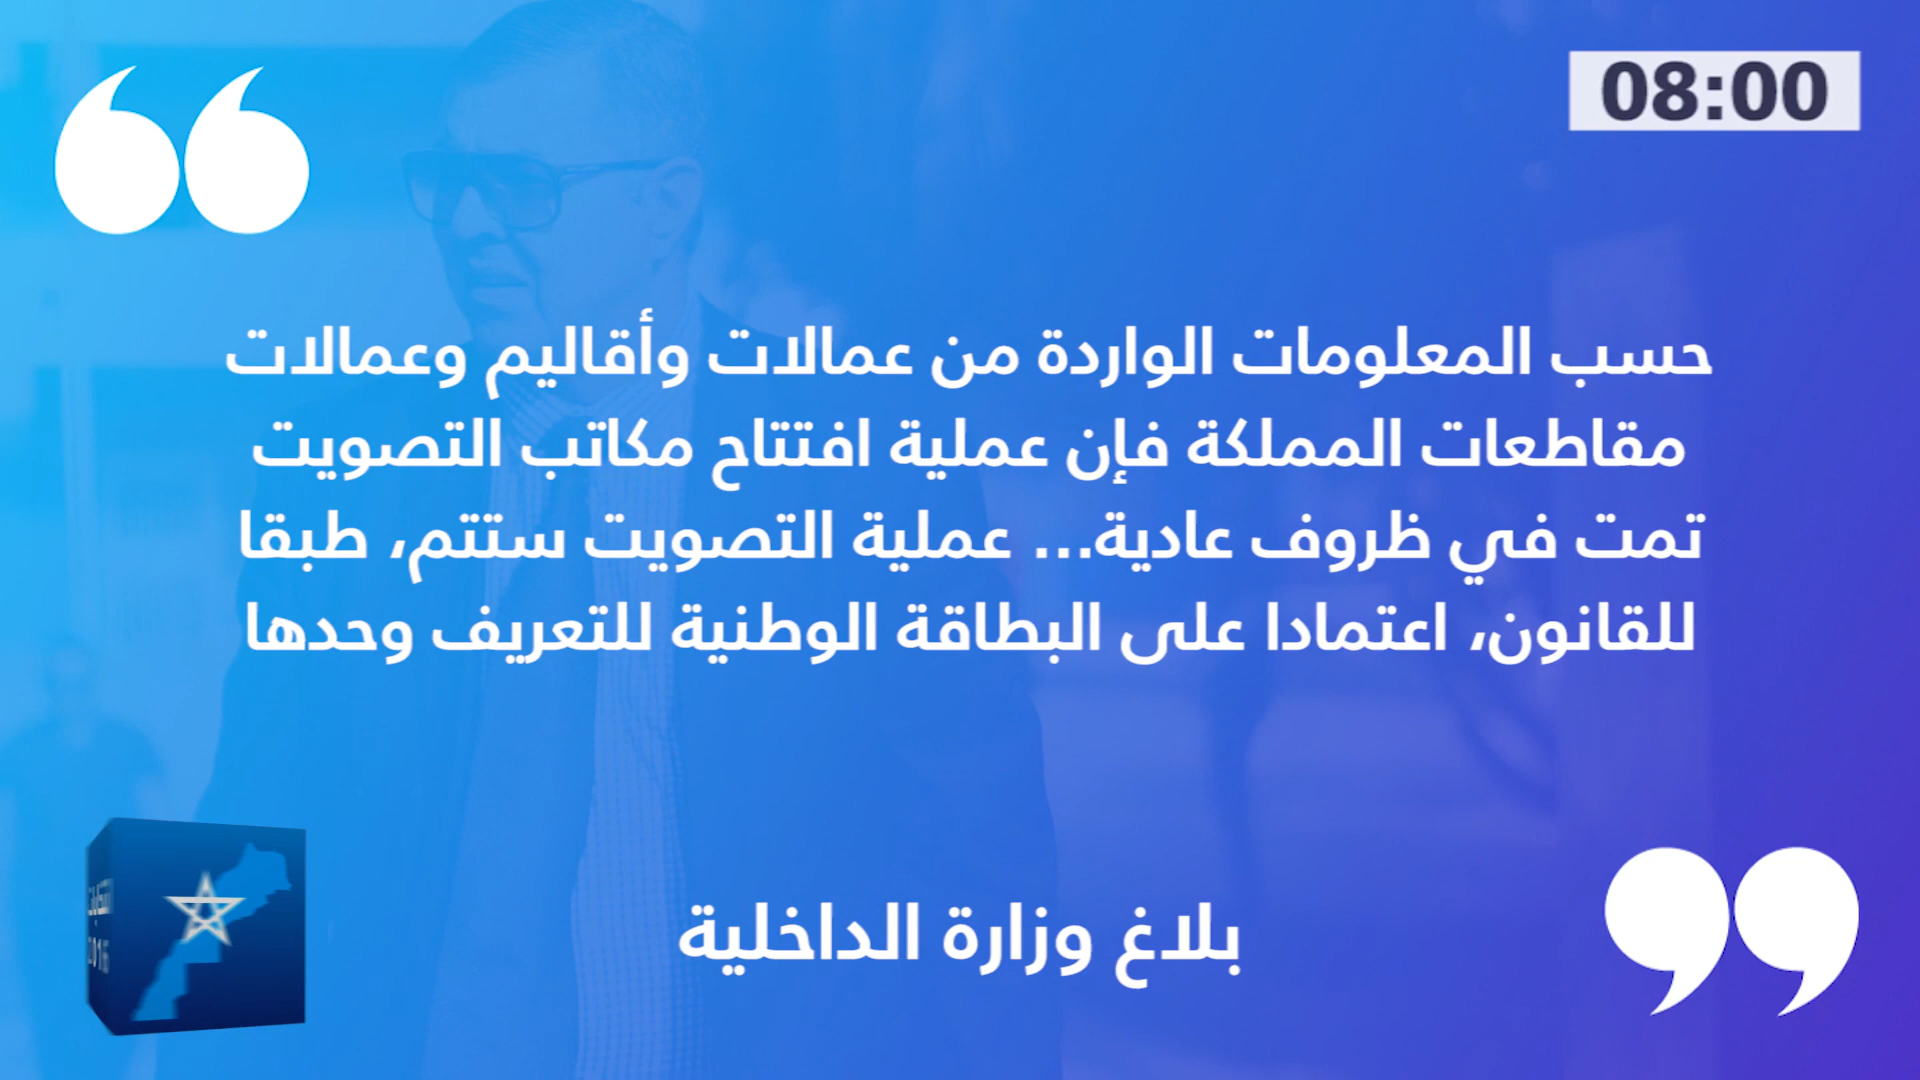 08:00
حسب المعلومات الواردة من عمالات وأقاليم وعمالات
مقاطعات المملكة فإن عملية افتتاح مكاتب التصويت
تمت في ظروف عادية... عملية التصويت ستتم، طبقا
للقانون، اعتمادا على البطاقة الوطنية للتعريف وحدها
بلاغ وزارة الداخلية